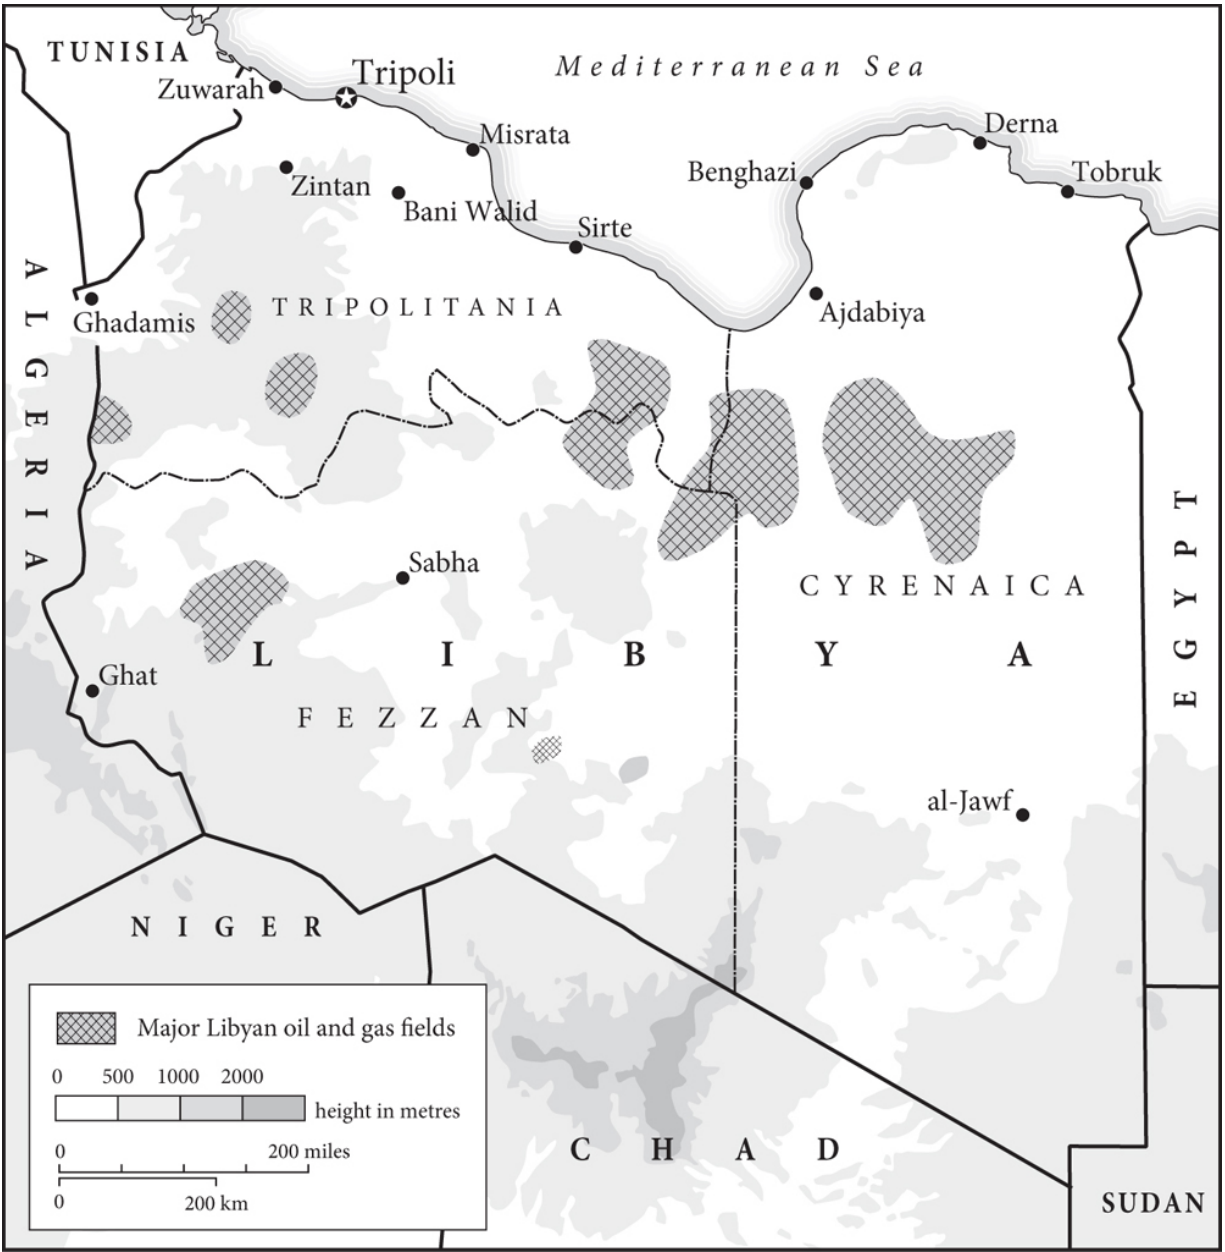 TUNISIA
Mediterranean Sea
Tripoli
Zuwarah
Misrata
Derna
Benghazi
Tobruk
Zintan
Bani Walid
Sirte
ALGERIA
Ghadamis
TRIPOLITANIA
Ajdabiya
EGYPT
Sabha
CYRENAICA
LIBYA
Ghat
FEZZAN
al-Jawf
NIGER
Major Libyan oil and gas fields
0 500 1000 2000
height in metres
0 200 miles
0 200 km
CHAD
SUDAN